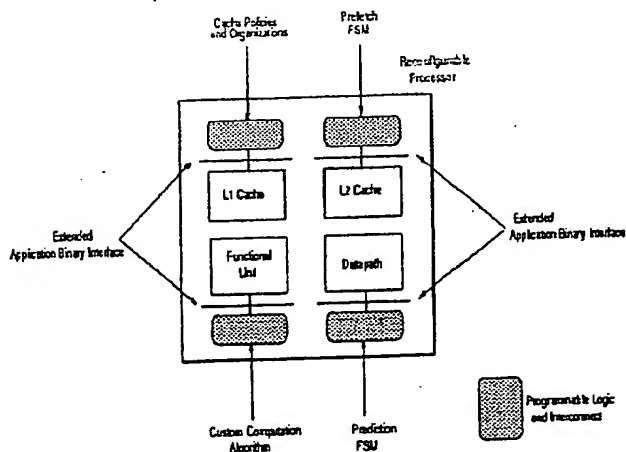 Cache Policies
and Organizations
Prefetch
FSM
Reconfigurable
Processor
L1 Cache
L2 Cache
Extended
Application Binary Interface
Extended
Application Binary Interface
Functional
Unit
Datapath
Custom Computation
Algorithm
Prediction
FSM
Programmable Logic
and Interconnect